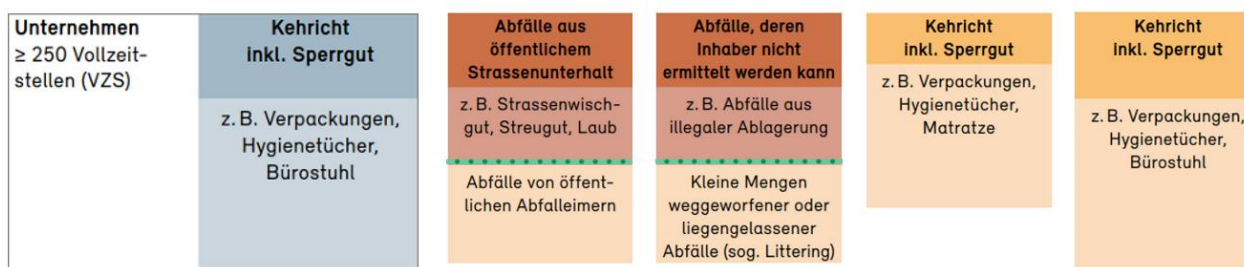 Unternehmen
≥ 250 Vollzeit-
stellen (VZS)
Kehricht
inkl. Sperrgut
z. B. Verpackungen,
Hygienetücher,
Bürostuhl
Abfälle aus
öffentlichem
Strassenunterhalt
z. B. Strassenwisch-
gut, Streugut, Laub
Abfälle von öffent-
lichen Abfalleimern
Abfälle, deren
Inhaber nicht
ermittelt werden kann
z. B. Abfälle aus
illegaler Ablagerung
Kleine Mengen
weggeworfener oder
liegengelassener
Abfälle (sog. Littering)
Kehricht
inkl. Sperrgut
z. B. Verpackungen,
Hygienetücher,
Matratze
Kehricht
inkl. Sperrgut
z. B. Verpackungen,
Hygienetücher,
Bürostuhl